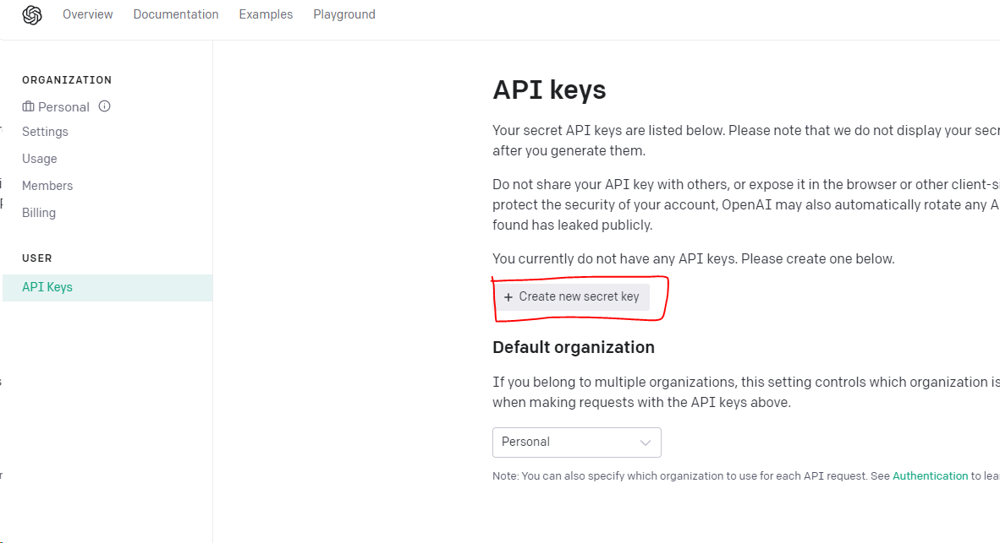 Overview Documentation Examples Playground
ORGANIZATION
Personal
Settings
Usage
Members
Billing
USER
API Keys
API keys
Your secret API keys are listed below. Please note that we do not display your secr
after you generate them.
Do not share your API key with others, or expose it in the browser or other client-si
protect the security of your account, OpenAI may also automatically rotate any A
found has leaked publicly.
You currently do not have any API keys. Please create one below.
+ Create new secret key
Default organization
If you belong to multiple organizations, this setting controls which organization is
when making requests with the API keys above.
Personal
Note: You can also specify which organization to use for each API request. See Authentication to lea